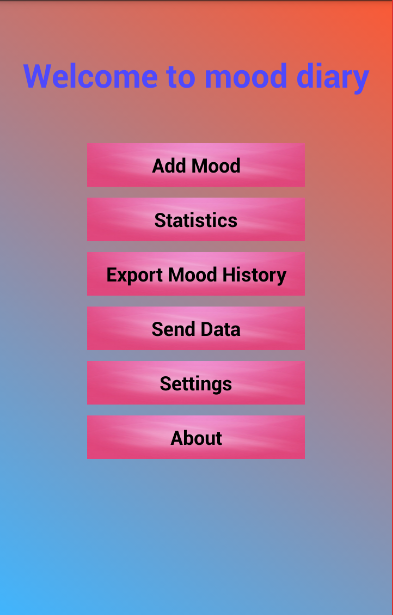 Welcome to mood diary
Add Mood
Statistics
Export Mood History
Send Data
Settings
About